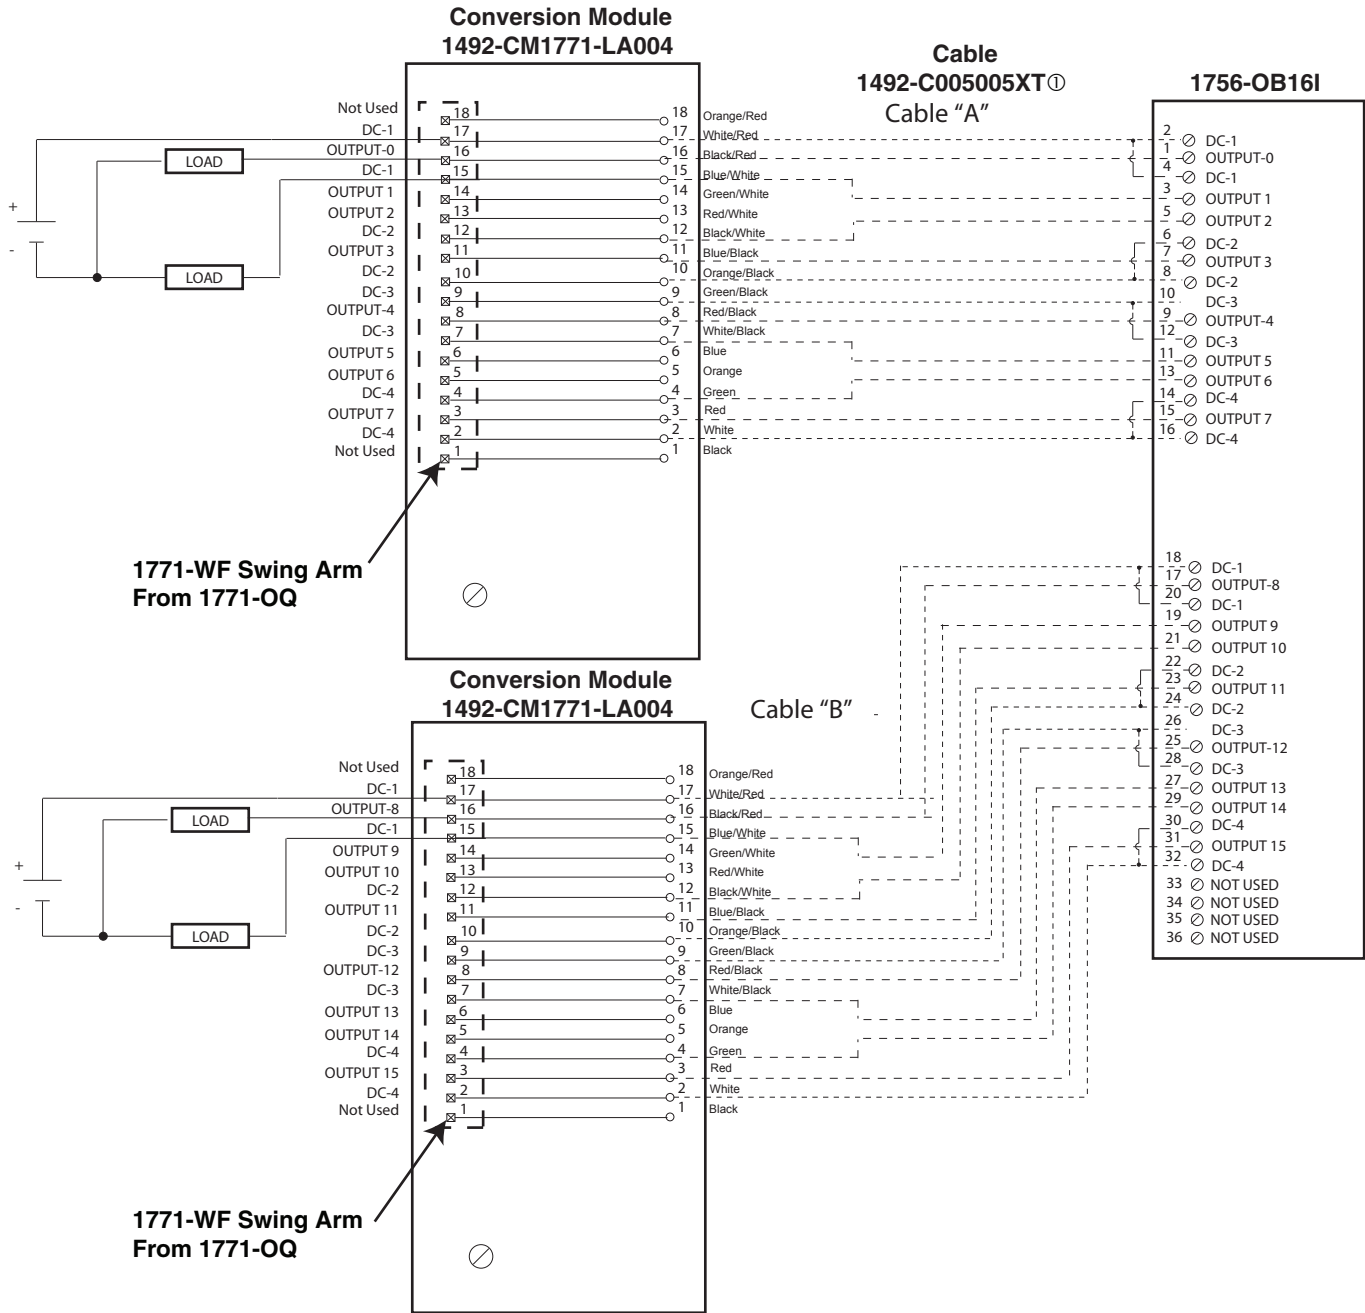 Conversion Module
1492-CM1771-LA004
Cable
1492-C005005XT①
Cable "A"
1756-OB16I
Not Used 18 18 Orange/Red
DC-1 17 17 White/Red 2 DC-1
OUTPUT-0 16 16 Black/Red 1 OUTPUT-0
LOAD
DC-1 15 15 Blue/White 4 DC-1
OUTPUT 1 14 14 Green/White 3 OUTPUT 1
OUTPUT 2 13 13 Red/White 5 OUTPUT 2
+
DC-2 12 12 Black/White 6 DC-2
-
OUTPUT 3 11 11 Blue/Black 7 OUTPUT 3
LOAD
DC-2 10 10 Orange/Black 8 DC-2
DC-3 9 9 Green/Black 10 DC-3
OUTPUT-4 8 8 Red/Black 9 OUTPUT-4
DC-3 7 7 White/Black 12 DC-3
OUTPUT 5 6 6 Blue 11 OUTPUT 5
OUTPUT 6 5 5 Orange 13 OUTPUT 6
DC-4 4 4 Green 14 DC-4
OUTPUT 7 3 3 Red 15 OUTPUT 7
DC-4 2 2 White 16 DC-4
Not Used 1 1 Black
1771-WF Swing Arm
From 1771-OQ
18 DC-1
17 OUTPUT-8
20 DC-1
19 OUTPUT 9
21 OUTPUT 10
22 DC-2
23 OUTPUT 11
24 DC-2
26 DC-3
25 OUTPUT-12
28 DC-3
27 OUTPUT 13
29 OUTPUT 14
30 DC-4
31 OUTPUT 15
32 DC-4
33 NOT USED
34 NOT USED
35 NOT USED
36 NOT USED
Conversion Module
1492-CM1771-LA004
Cable "B" -
Not Used 18 18 Orange/Red
DC-1 17 17 White/Red
OUTPUT-8 16 16 Black/Red
LOAD
DC-1 15 15 Blue/White
OUTPUT 9 14 14 Green/White
OUTPUT 10 13 13 Red/White
+
DC-2 12 12 Black/White
-
OUTPUT 11 11 11 Blue/Black
LOAD
DC-2 10 10 Orange/Black
DC-3 9 9 Green/Black
OUTPUT-12 8 8 Red/Black
DC-3 7 7 White/Black
OUTPUT 13 6 6 Blue
OUTPUT 14 5 5 Orange
DC-4 4 4 Green
OUTPUT 15 3 3 Red
DC-4 2 2 White
Not Used 1 1 Black
1771-WF Swing Arm
From 1771-OQ